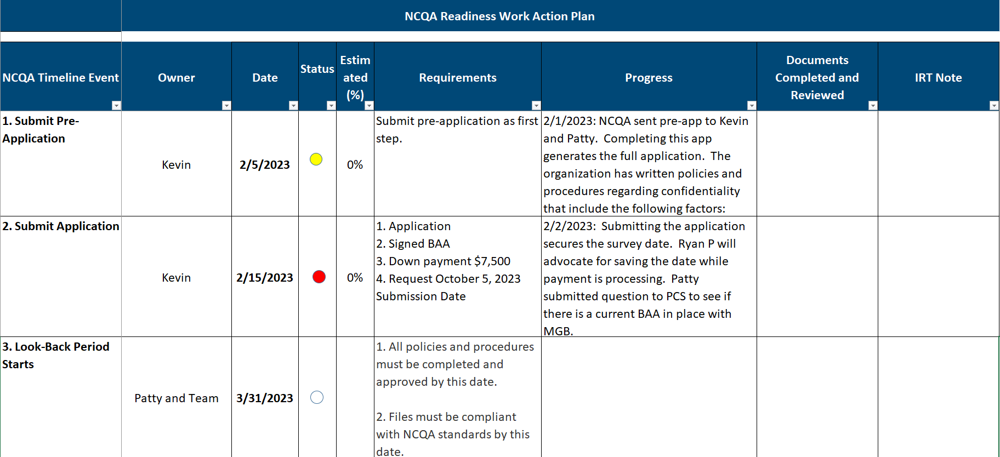 NCQA Readiness Work Action Plan
NCQA Timeline Event
Owner
Date
Status
Estim
ated
(%)
Requirements
Progress
Documents
Completed and
Reviewed
IRT Note
1. Submit Pre-
Application
Kevin
2/5/2023
0%
Submit pre-application as first
step.
2/1/2023: NCQA sent pre-app to Kevin
and Patty.  Completing this app
generates the full application.  The
organization has written policies and
procedures regarding confidentiality
that include the following factors:
2. Submit Application
Kevin
2/15/2023
0%
1. Application
2. Signed BAA
3. Down payment $7,500
4. Request October 5, 2023
Submission Date
2/2/2023:  Submitting the application
secures the survey date.  Ryan P will
advocate for saving the date while
payment is processing.  Patty
submitted question to PCS to see if
there is a current BAA in place with
MGB.
3. Look-Back Period
Starts
Patty and Team
3/31/2023
1. All policies and procedures
must be completed and
approved by this date.
2. Files must be compliant
with NCQA standards by this
date.